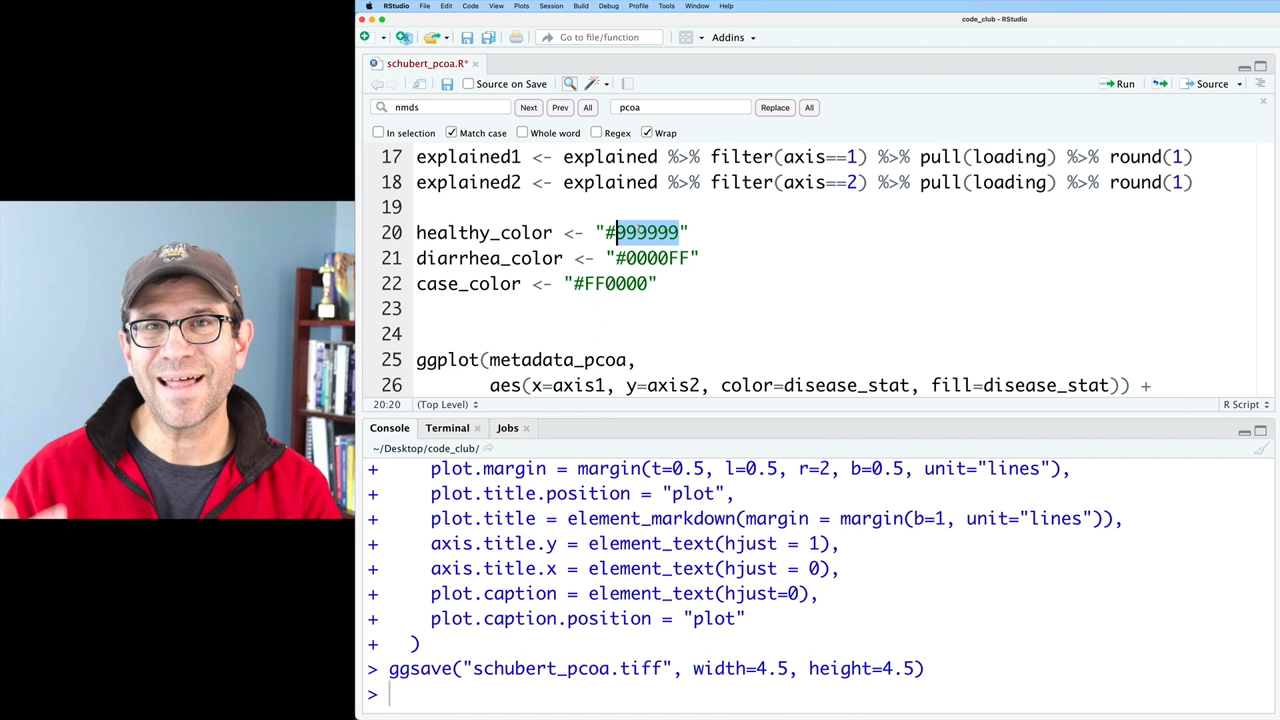 RStudio File Edit Code View Plots Session Build Debug Profile Tools Window Help
code_club - RStudio
Go to file/function Addins
schubert_pcoa.R*
Source on Save Run Source
nmds Next Prev All pcoa Replace All
In selection Match case Whole word Regex Wrap
17 explained1 <- explained %>% filter(axis==1) %>% pull(loading) %>% round(1)
18 explained2 <- explained %>% filter(axis==2) %>% pull(loading) %>% round(1)
19
20 healthy_color <- "#999999"
21 diarrhea_color <- "#0000FF"
22 case_color <- "#FF0000"
23
24
25 ggplot(metadata_pcoa,
26 aes(x=axis1, y=axis2, color=disease_stat, fill=disease_stat)) +
20:20 (Top Level) R Script
Console Terminal Jobs
~/Desktop/code_club/
+ plot.margin = margin(t=0.5, l=0.5, r=2, b=0.5, unit="lines"),
+ plot.title.position = "plot",
+ plot.title = element_markdown(margin = margin(b=1, unit="lines")),
+ axis.title.y = element_text(hjust = 1),
+ axis.title.x = element_text(hjust = 0),
+ plot.caption = element_text(hjust=0),
+ plot.caption.position = "plot"
+ )
> ggsave("schubert_pcoa.tiff", width=4.5, height=4.5)
>